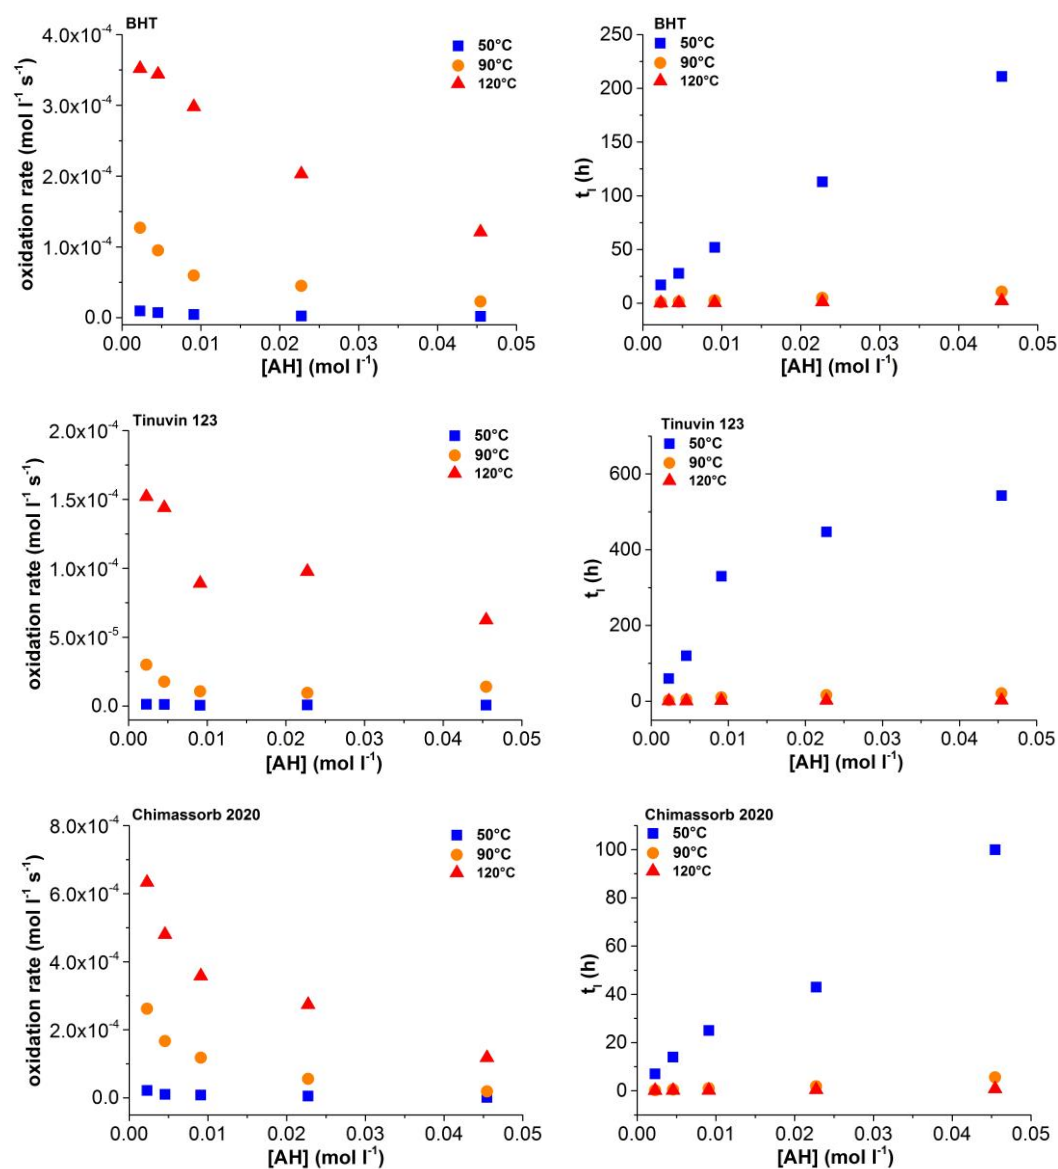 BHT
4.0x10⁻⁴
3.0x10⁻⁴
2.0x10⁻⁴
1.0x10⁻⁴
0.0
oxidation rate (mol l⁻¹ s⁻¹)
50°C
90°C
120°C
0.00 0.01 0.02 0.03 0.04 0.05
[AH] (mol l⁻¹)
BHT
250
200
150
100
50
0
tᵢ (h)
50°C
90°C
120°C
0.00 0.01 0.02 0.03 0.04 0.05
[AH] (mol l⁻¹)
Tinuvin 123
2.0x10⁻⁴
1.5x10⁻⁴
1.0x10⁻⁴
5.0x10⁻⁵
0.0
oxidation rate (mol l⁻¹ s⁻¹)
50°C
90°C
120°C
0.00 0.01 0.02 0.03 0.04 0.05
[AH] (mol l⁻¹)
Tinuvin 123
600
400
200
0
tᵢ (h)
50°C
90°C
120°C
0.00 0.01 0.02 0.03 0.04 0.05
[AH] (mol l⁻¹)
Chimassorb 2020
8.0x10⁻⁴
6.0x10⁻⁴
4.0x10⁻⁴
2.0x10⁻⁴
0.0
oxidation rate (mol l⁻¹ s⁻¹)
50°C
90°C
120°C
0.00 0.01 0.02 0.03 0.04 0.05
[AH] (mol l⁻¹)
Chimassorb 2020
100
80
60
40
20
0
tᵢ (h)
50°C
90°C
120°C
0.00 0.01 0.02 0.03 0.04 0.05
[AH] (mol l⁻¹)